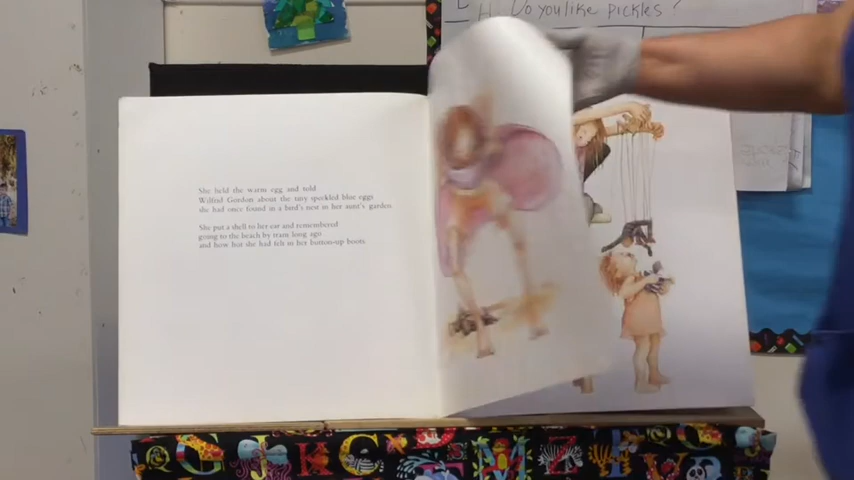 Do you like pickles?
She held the warm egg and told
Wilfrid Gordon about the tiny speckled blue eggs
she had once found in a bird's nest in her aunt's garden.
She put a shell to her ear and remembered
going to the beach by tram long ago
and how hot she had felt in her button-up boots.